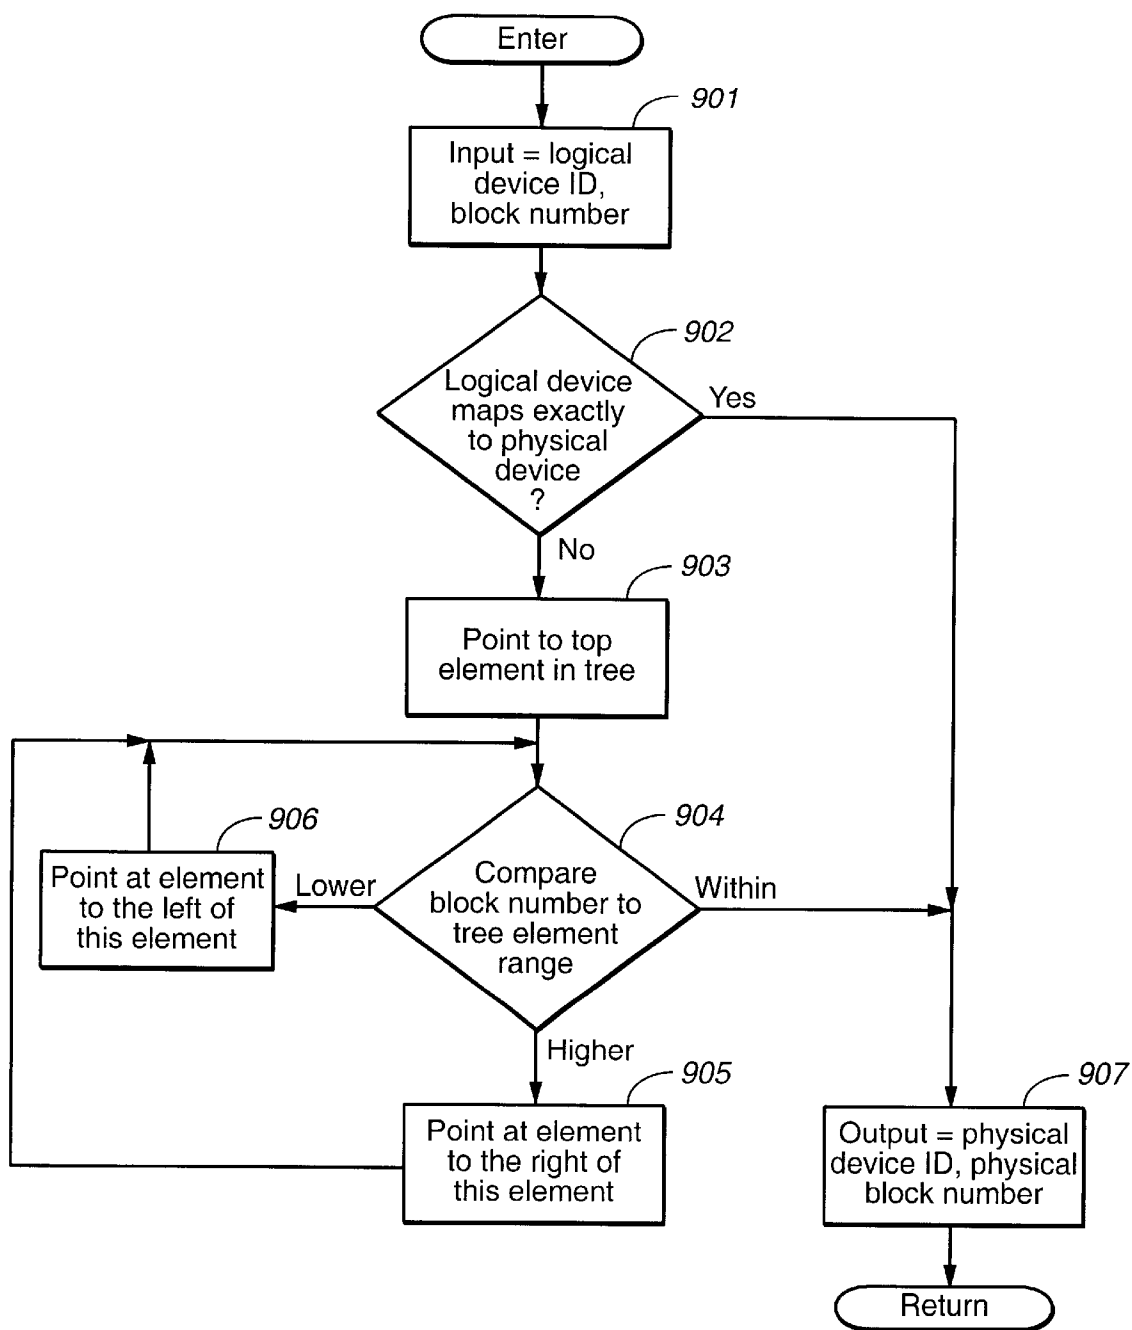 Enter
901
Input = logical
device ID,
block number
902
Logical device
maps exactly
to physical
device
?
Yes
No
903
Point to top
element in tree
906
Point at element
to the left of
this element
Lower
904
Compare
block number to
tree element
range
Within
Higher
905
Point at element
to the right of
this element
907
Output = physical
device ID, physical
block number
Return